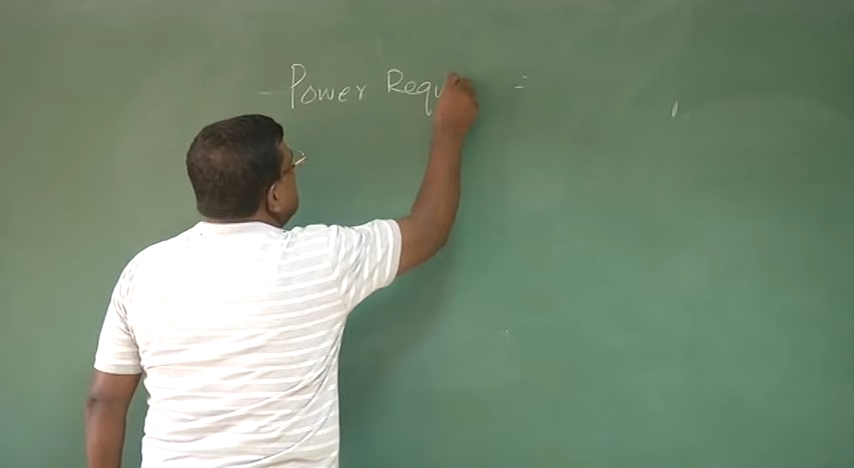 - Power Requ =